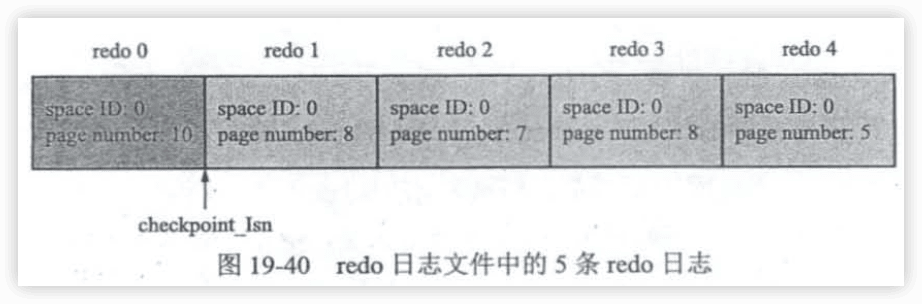 redo 0 redo 1 redo 2 redo 3 redo 4
space ID: 0 space ID: 0 space ID: 0 space ID: 0 space ID: 0
page number: 10 page number: 8 page number: 7 page number: 8 page number: 5
checkpoint_lsn
图 19-40 redo 日志文件中的 5 条 redo 日志